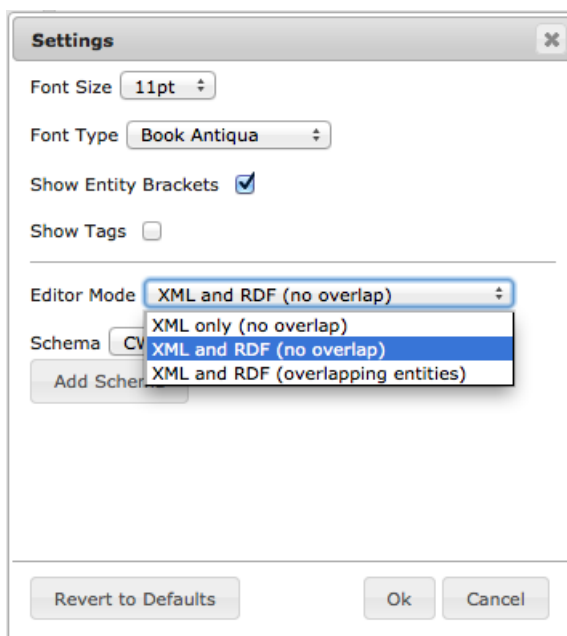 Settings
Font Size 11pt
Font Type Book Antiqua
Show Entity Brackets
Show Tags
Editor Mode XML and RDF (no overlap)
XML only (no overlap)
Schema
XML and RDF (no overlap)
XML and RDF (overlapping entities)
Add
Revert to Defaults Ok Cancel